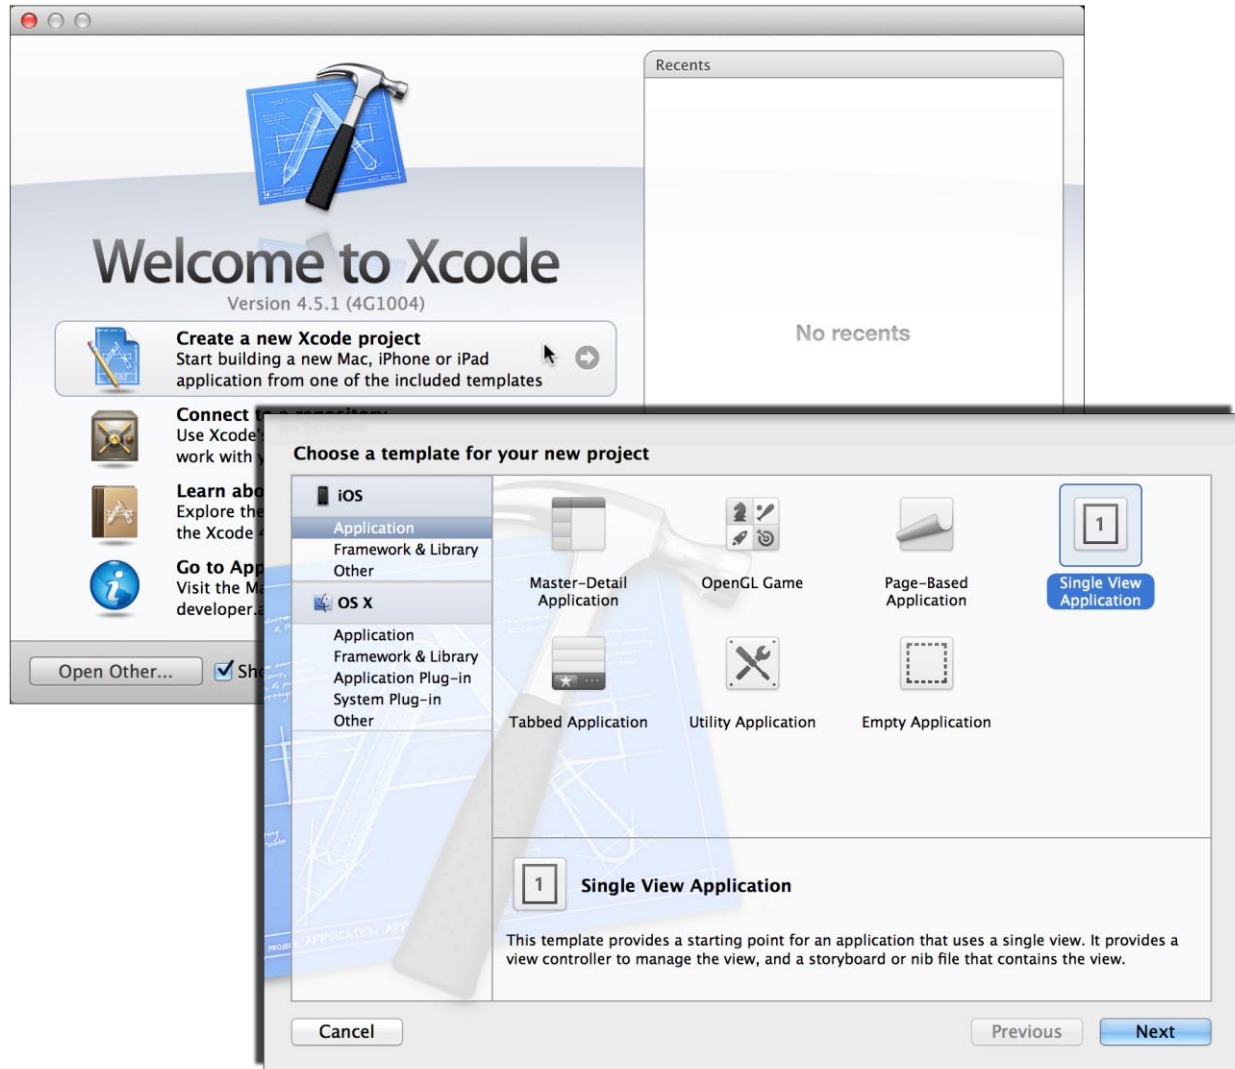 Recents
Welcome to Xcode
Version 4.5.1 (4G1004)
No recents
Create a new Xcode project
Start building a new Mac, iPhone or iPad
application from one of the included templates
Connect
Use Xcode's
work with
Learn
Explore the
the Xcode
Go to
Visit the
Open Other...
Choose a template for your new project
iOS
Application
Framework & Library
Other
OS X
Application
Framework & Library
Application Plug-in
System Plug-in
Other
Master-Detail
Application
OpenGL Game
Page-Based
Application
1
Single View
Application
Tabbed Application
Utility Application
Empty Application
1
Single View Application
This template provides a starting point for an application that uses a single view. It provides a
view controller to manage the view, and a storyboard or nib file that contains the view.
Cancel
Previous
Next